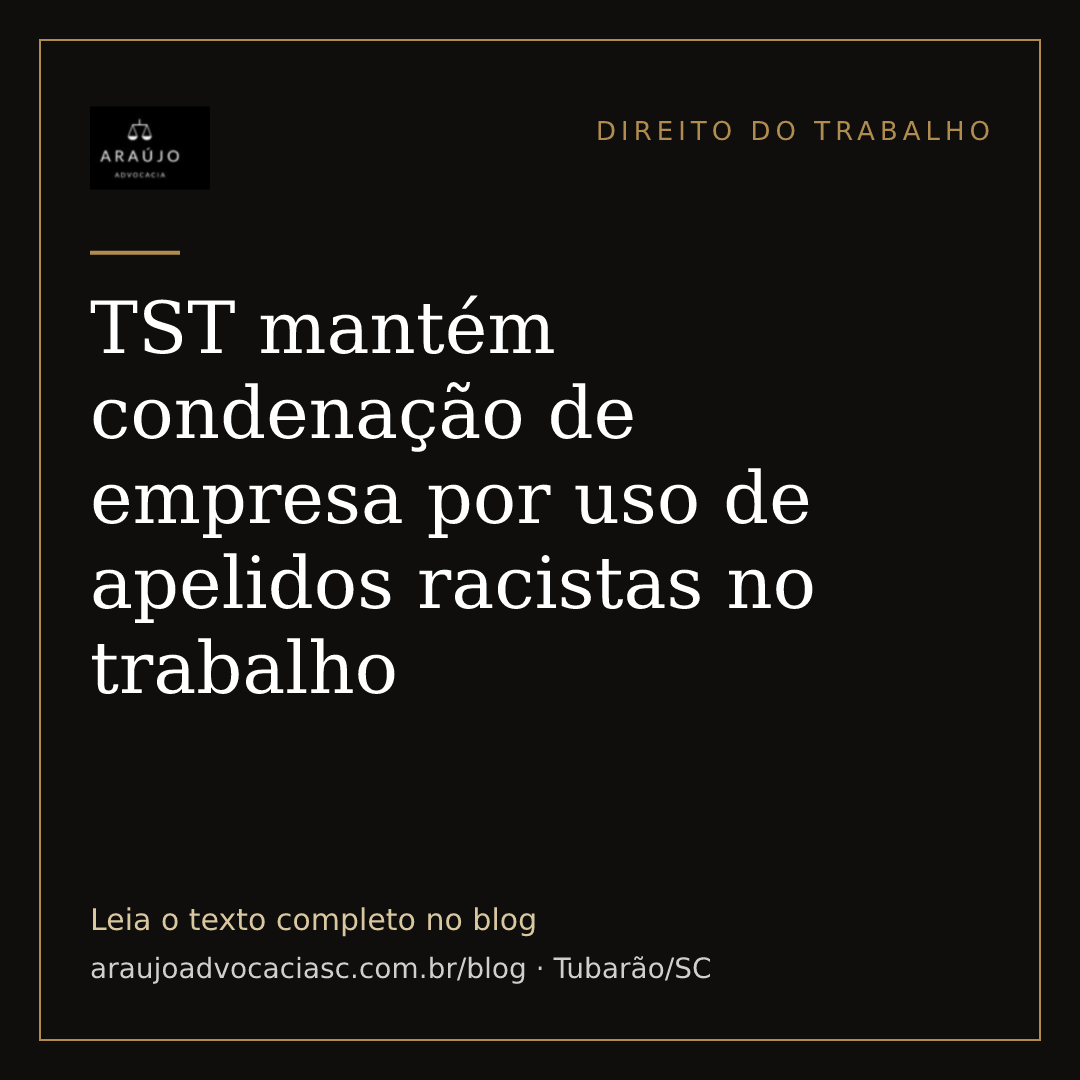 ARAÚJO
ADVOCACIA
DIREITO DO TRABALHO
TST mantém
condenação de
empresa por uso de
apelidos racistas no
trabalho
Leia o texto completo no blog
araujoadvocaciasc.com.br/blog · Tubarão/SC